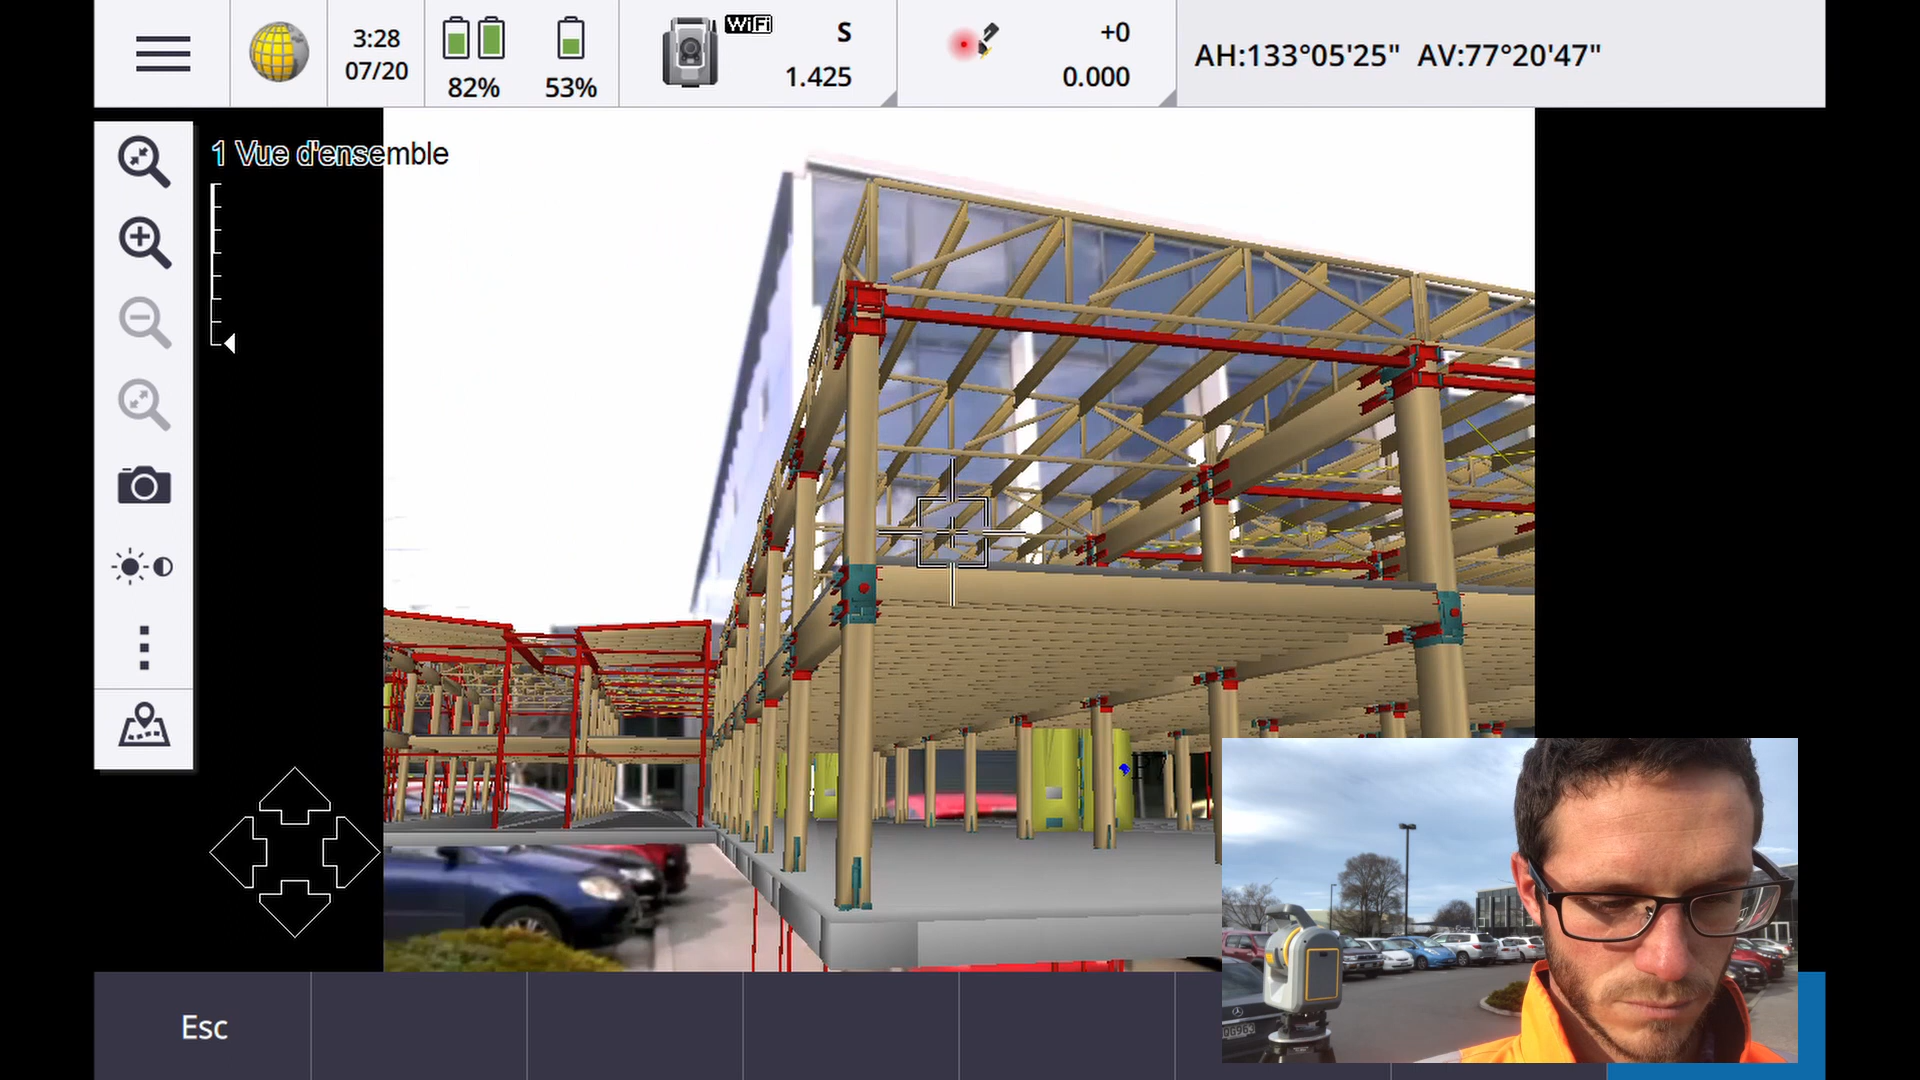 3:28
07/20
82%
53%
WiFi
S
1.425
+0
0.000
AH:133°05'25" AV:77°20'47"
1 Vue d'ensemble
Esc